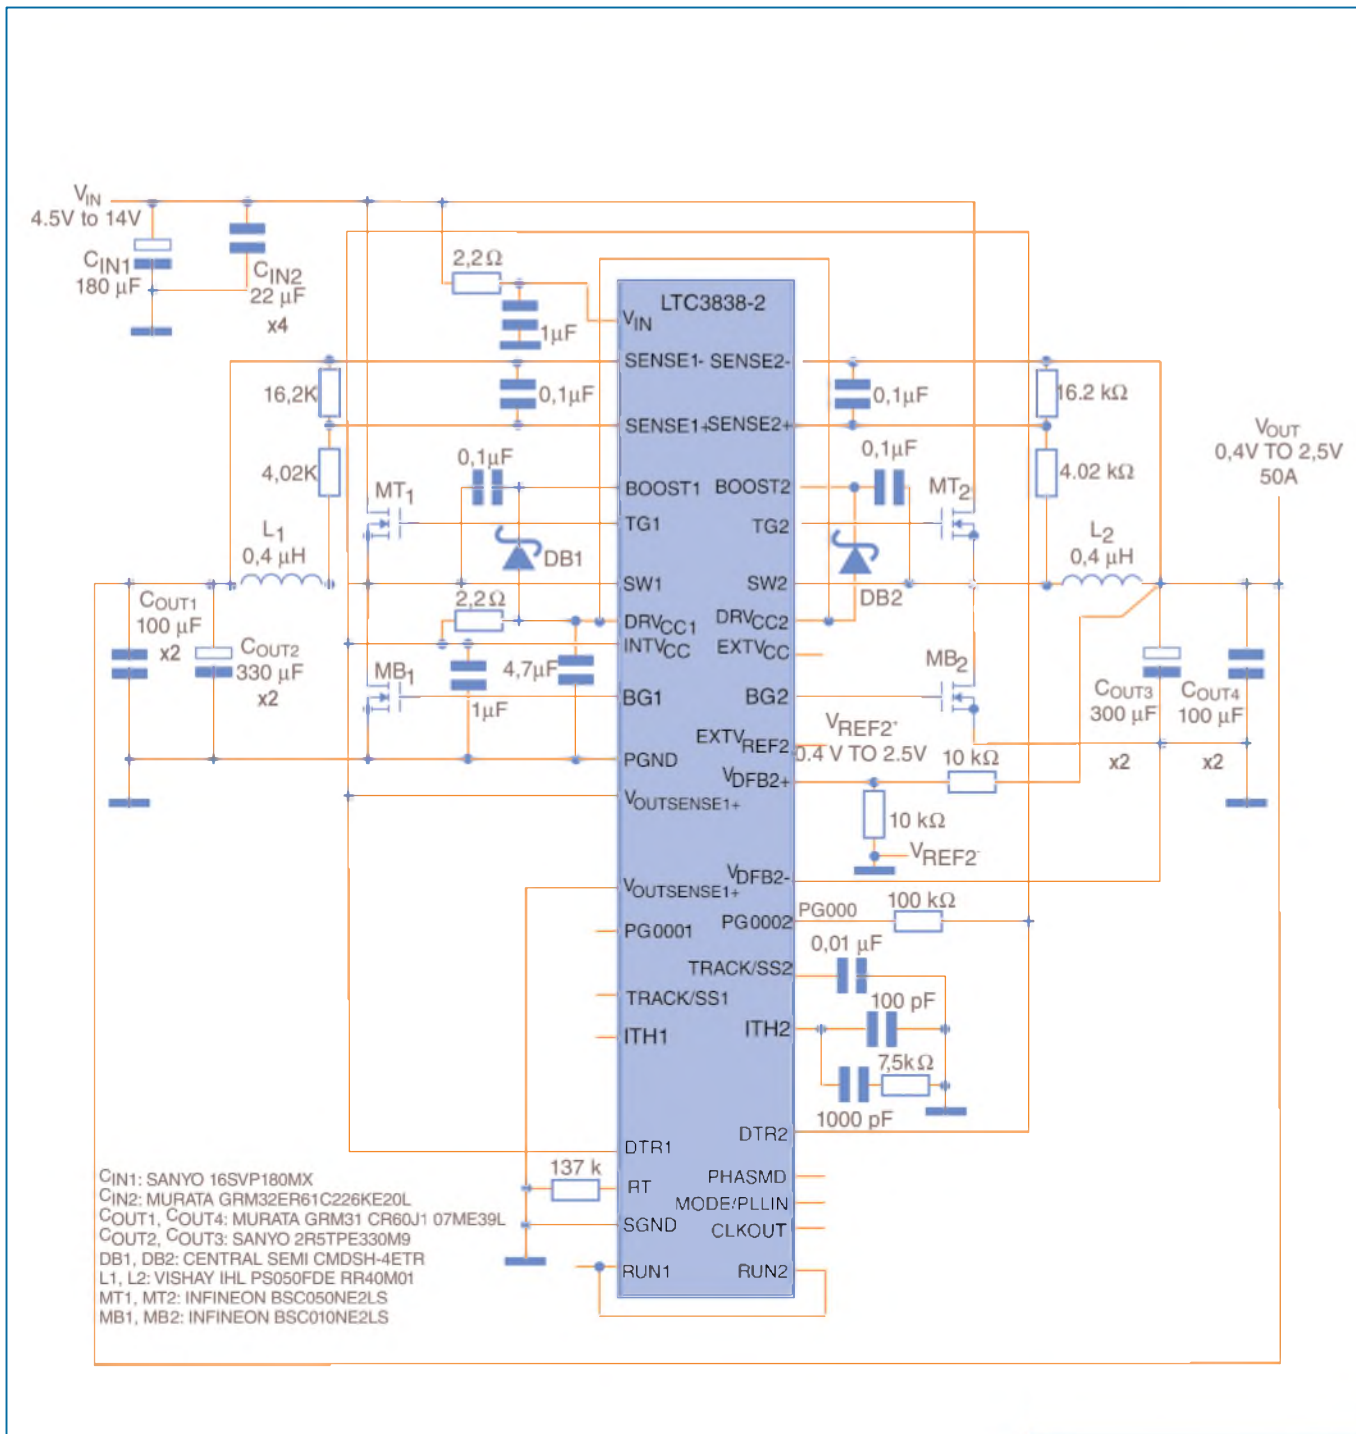 VIN
4.5V to 14V
CIN1
180 µF
CIN2
22 µF
x4
2,2Ω
1µF
LTC3838-2
VIN
SENSE1-
SENSE2-
16,2K
0,1µF
0,1µF
16.2 kΩ
SENSE1+
SENSE2+
VOUT
0,4V TO 2,5V
50A
4,02K
0,1µF
0,1µF
4.02 kΩ
MT1
BOOST1
BOOST2
MT2
TG1
TG2
L1
0,4 µH
DB1
L2
0,4 µH
SW1
SW2
DB2
COUT1
100 µF
x2
2,2Ω
DRVCC1
DRVCC2
INTVCC
EXTVCC
COUT2
330 µF
x2
MB1
4,7µF
1µF
MB2
BG1
BG2
COUT3
300 µF
x2
COUT4
100 µF
x2
VREF2+
0.4 V TO 2.5V
EXTVREF2
PGND
VDFB2+
10 kΩ
VOUTSENSE1+
10 kΩ
VREF2-
VDFB2-
VOUTSENSE1+
100 kΩ
PG000
PG0001
PG0002
0,01 µF
TRACK/SS2
TRACK/SS1
100 pF
ITH1
ITH2
7,5kΩ
1000 pF
DTR1
DTR2
137 k
RT
PHASMD
MODE/PLLIN
SGND
CLKOUT
RUN1
RUN2
CIN1: SANYO 16SVP180MX
CIN2: MURATA GRM32ER61C226KE20L
COUT1, COUT4: MURATA GRM31 CR60J1 07ME39L
COUT2, COUT3: SANYO 2R5TPE330M9
DB1, DB2: CENTRAL SEMI CMDSH-4ETR
L1, L2: VISHAY IHL PS050FDE RR40M01
MT1, MT2: INFINEON BSC050NE2LS
MB1, MB2: INFINEON BSC010NE2LS